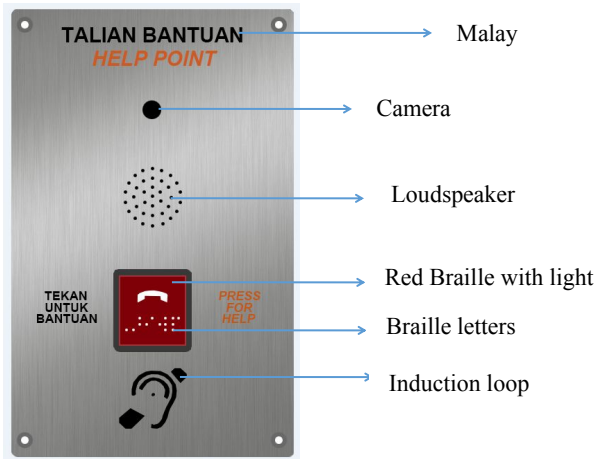 TALIAN BANTUAN
HELP POINT
Malay
Camera
Loudspeaker
Red Braille with light
TEKAN
UNTUK
BANTUAN
PRESS
FOR
HELP
Braille letters
Induction loop